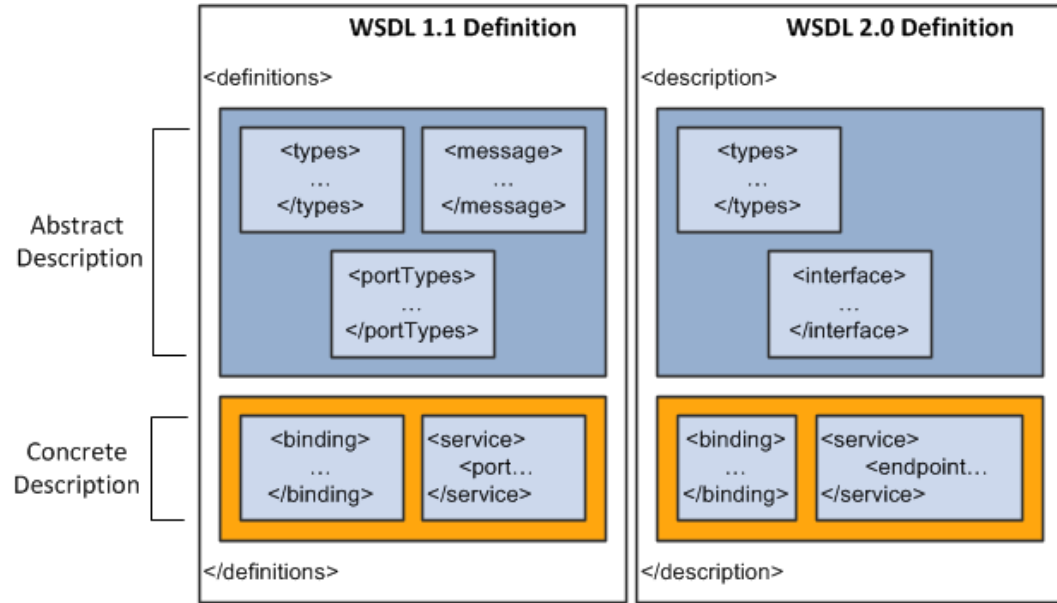 WSDL 1.1 Definition
<definitions>
<types>
…
</types>
<message>
…
</message>
<portTypes>
…
</portTypes>
<binding>
…
</binding>
<service>
<port…
</service>
</definitions>
WSDL 2.0 Definition
<description>
<types>
…
</types>
<interface>
…
</interface>
<binding>
…
</binding>
<service>
<endpoint…
</service>
</description>
Abstract
Description
Concrete
Description